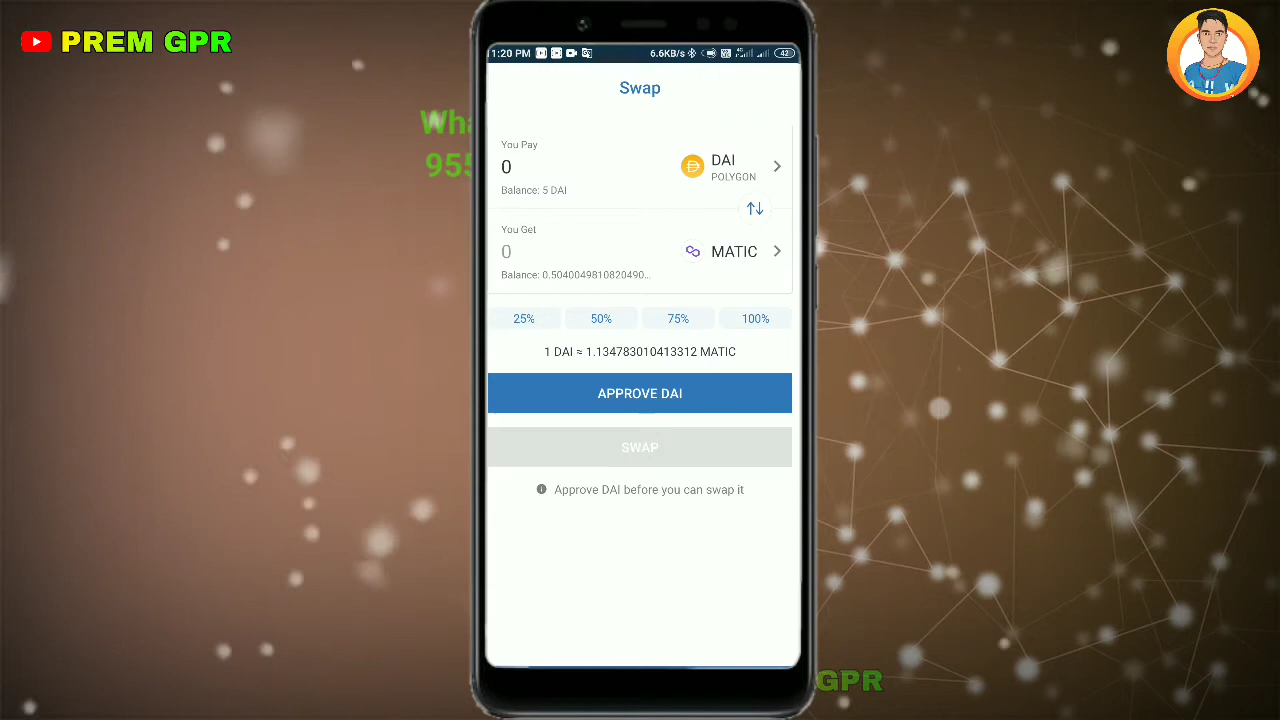 PREM GPR
1:20 PM
6.6KB/s
42
Swap
You Pay
0
DAI
POLYGON
Balance: 5 DAI
You Get
0
MATIC
Balance: 0.5040049810820490...
25%
50%
75%
100%
1 DAI ≈ 1.134783010413312 MATIC
APPROVE DAI
SWAP
Approve DAI before you can swap it
Wha
955
GPR